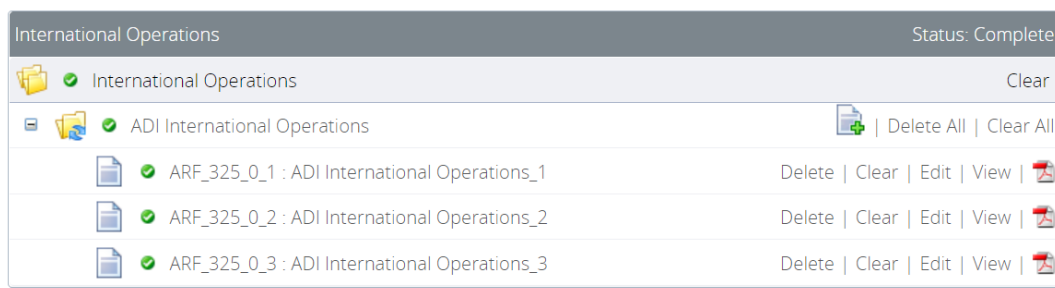 International Operations Status: Complete
International Operations Clear
ADI International Operations | Delete All | Clear All
ARF_325_0_1 : ADI International Operations_1 Delete | Clear | Edit | View |
ARF_325_0_2 : ADI International Operations_2 Delete | Clear | Edit | View |
ARF_325_0_3 : ADI International Operations_3 Delete | Clear | Edit | View |